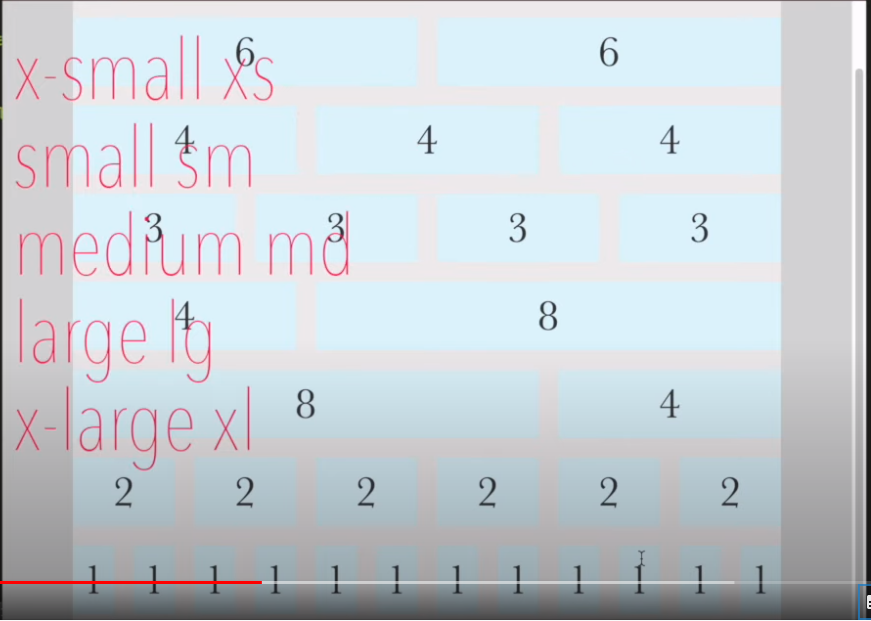 6 6
x-small xs
4 4 4
small sm
3 3 3 3
medium md
4 8
large lg
8 4
x-large xl
2 2 2 2 2 2
1 1 1 1 1 1 1 1 1 1 1 1